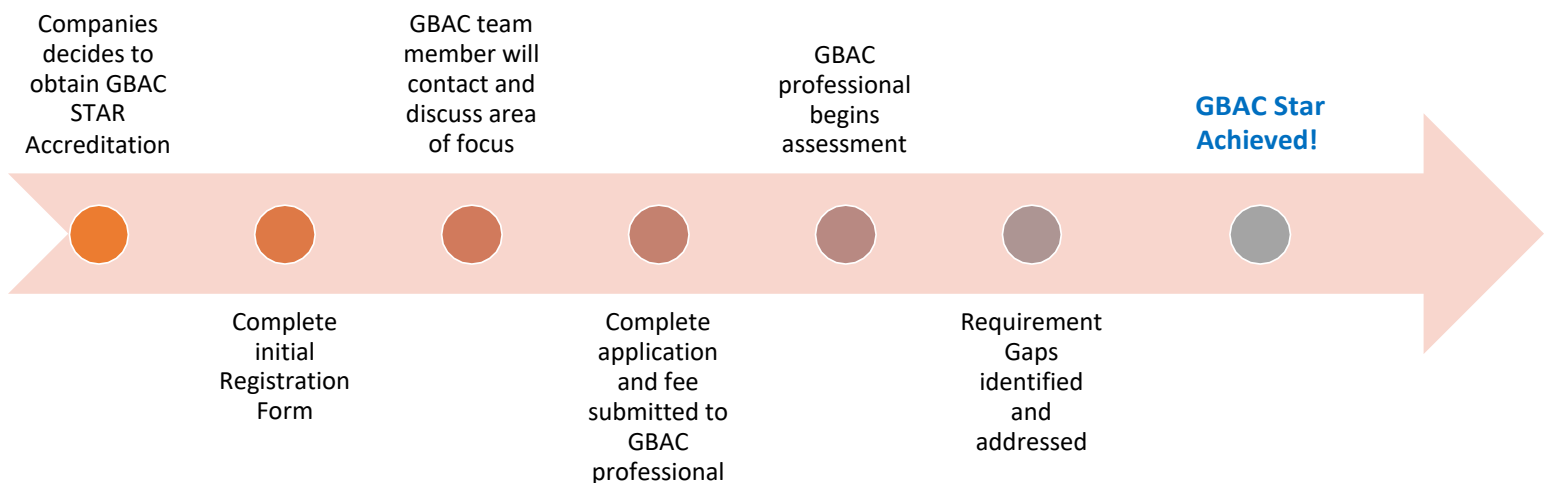 Companies
decides to
obtain GBAC
STAR
Accreditation
Complete
initial
Registration
Form
GBAC team
member will
contact and
discuss area
of focus
Complete
application
and fee
submitted to
GBAC
professional
GBAC
professional
begins
assessment
Requirement
Gaps
identified
and
addressed
GBAC Star
Achieved!